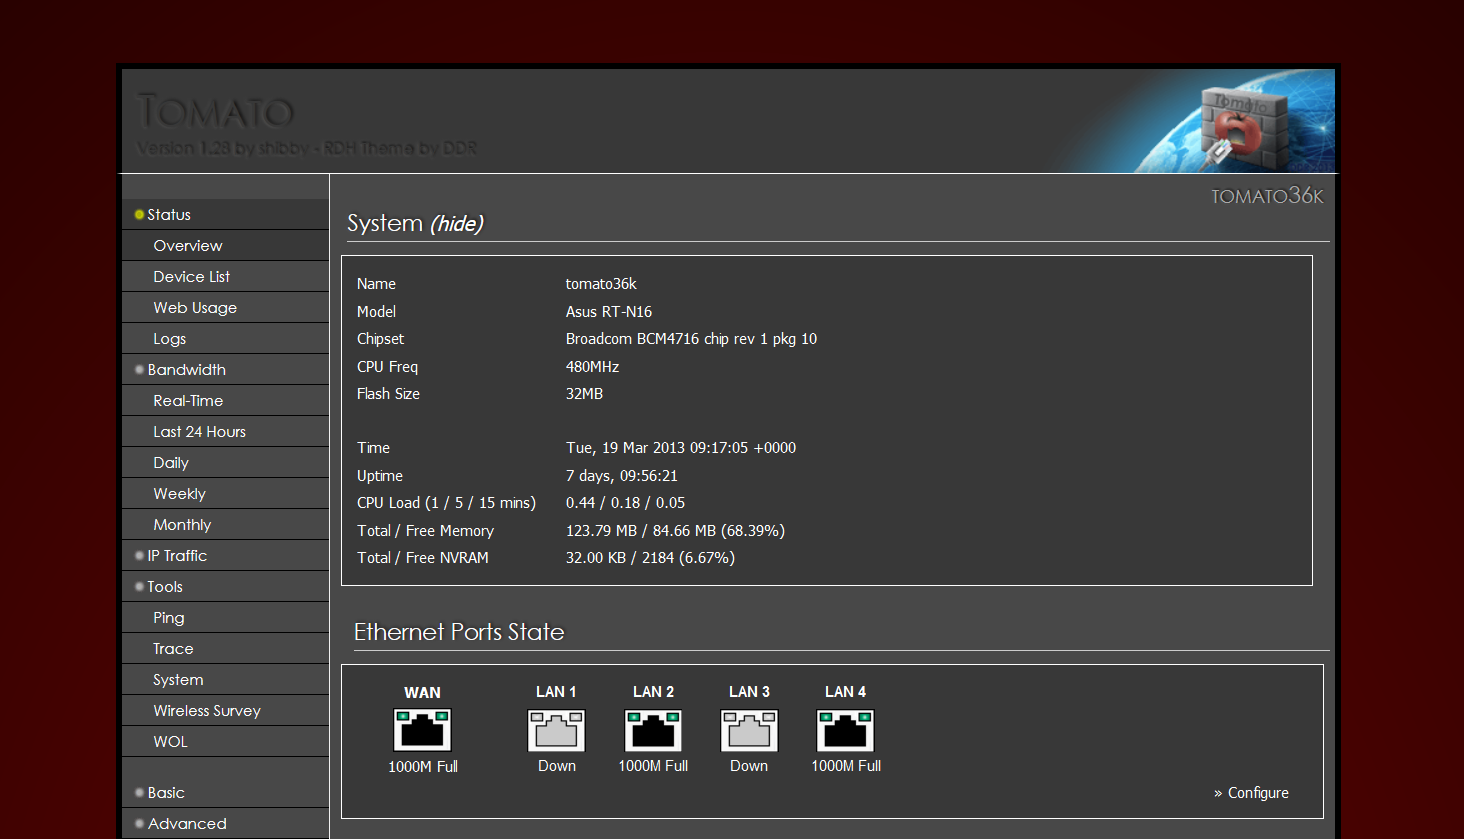 Tomato
Version 1.28 by shibby - RDH Theme by DDR
Tomato
TOMATO36K
Status
Overview
Device List
Web Usage
Logs
Bandwidth
Real-Time
Last 24 Hours
Daily
Weekly
Monthly
IP Traffic
Tools
Ping
Trace
System
Wireless Survey
WOL
Basic
Advanced
System (hide)
Name tomato36k
Model Asus RT-N16
Chipset Broadcom BCM4716 chip rev 1 pkg 10
CPU Freq 480MHz
Flash Size 32MB
Time Tue, 19 Mar 2013 09:17:05 +0000
Uptime 7 days, 09:56:21
CPU Load (1 / 5 / 15 mins) 0.44 / 0.18 / 0.05
Total / Free Memory 123.79 MB / 84.66 MB (68.39%)
Total / Free NVRAM 32.00 KB / 2184 (6.67%)
Ethernet Ports State
WAN LAN 1 LAN 2 LAN 3 LAN 4
1000M Full Down 1000M Full Down 1000M Full
» Configure